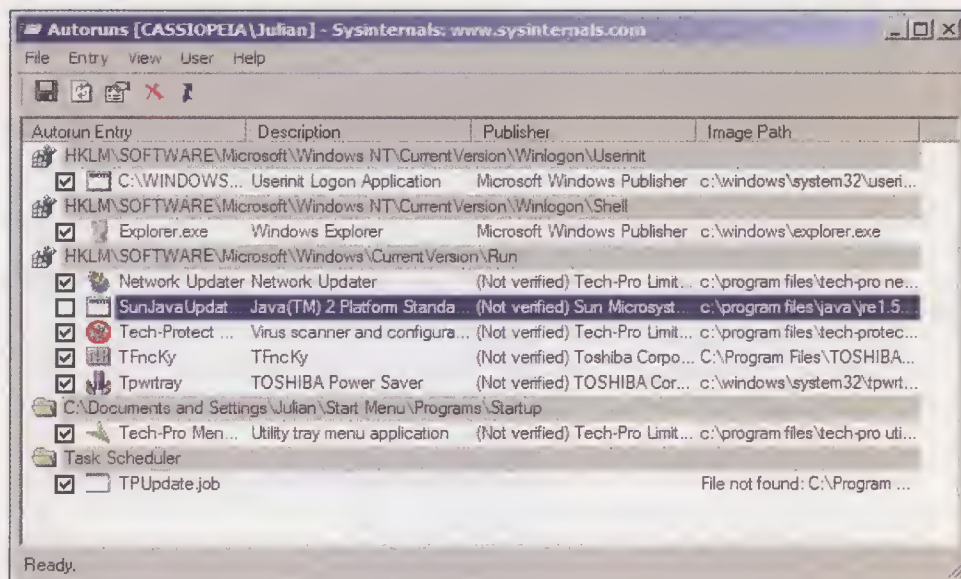 Autoruns [CASSIOPEIA\Julian] - Sysinternals: www.sysinternals.com
File Entry View User Help
Autorun Entry Description Publisher Image Path
HKLM\SOFTWARE\Microsoft\Windows NT\CurrentVersion\Winlogon\Userinit
C:\WINDOWS... Userinit Logon Application Microsoft Windows Publisher c:\windows\system32\useri...
HKLM\SOFTWARE\Microsoft\Windows NT\CurrentVersion\Winlogon\Shell
Explorer.exe Windows Explorer Microsoft Windows Publisher c:\windows\explorer.exe
HKLM\SOFTWARE\Microsoft\Windows\CurrentVersion\Run
Network Updater Network Updater (Not verified) Tech-Pro Limit... c:\program files\tech-pro ne...
SunJavaUpdat... Java(TM) 2 Platform Standa... (Not verified) Sun Microsyst... c:\program files\java\jre1.5...
Tech-Protect ... Virus scanner and configura... (Not verified) Tech-Pro Limit... c:\program files\tech-protec...
TFncKy TFncKy (Not verified) Toshiba Corpo... C:\Program Files\TOSHIBA...
Tpwrtray TOSHIBA Power Saver (Not verified) TOSHIBA Cor... c:\windows\system32\tpwrt...
C:\Documents and Settings\Julian\Start Menu\Programs\Startup
Tech-Pro Men... Utility tray menu application (Not verified) Tech-Pro Limit... c:\program files\tech-pro uti...
Task Scheduler
TPUpdate.job File not found: C:\Program ...
Ready.